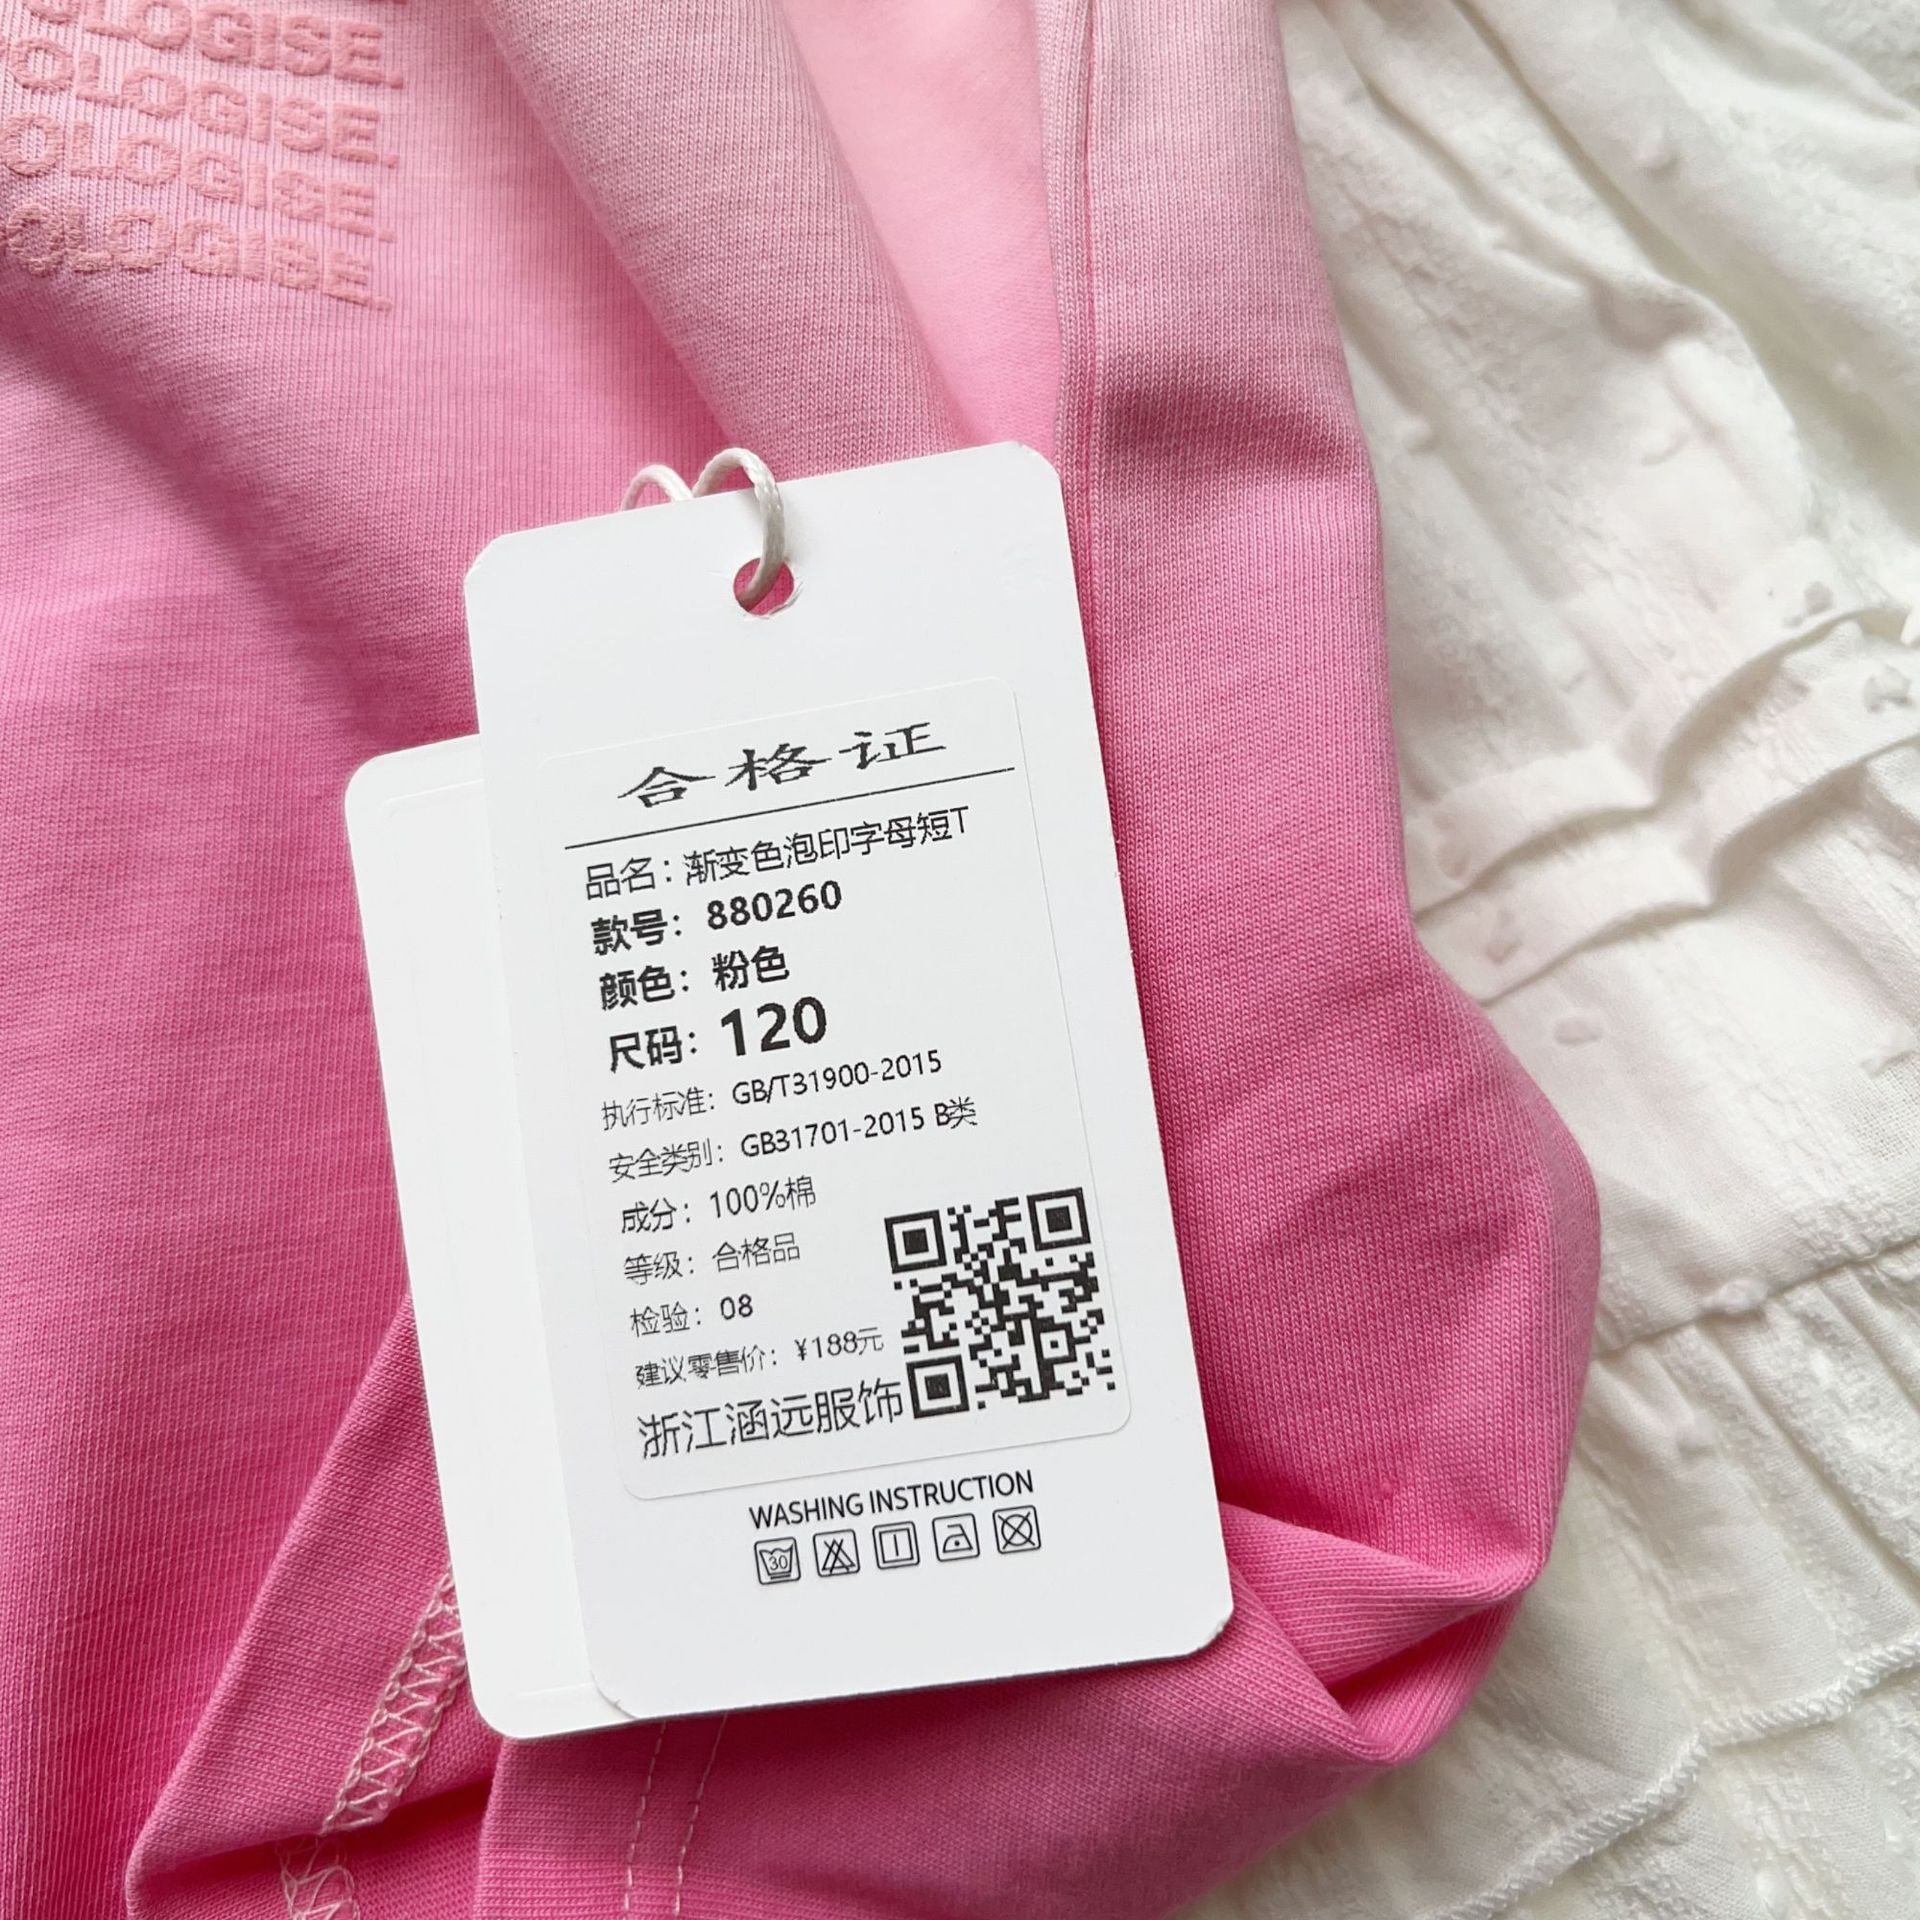 LOGISE.
OLOGISE.
OLOGISE.
OLOGISE.
合格证
品名：渐变色泡印字母短T
款号：880260
颜色：粉色
尺码：120
执行标准：GB/T31900-2015
安全类别：GB31701-2015 B类
成分：100%棉
等级：合格品
检验：08
建议零售价：¥188元
浙江涵远服饰
WASHING INSTRUCTION
30